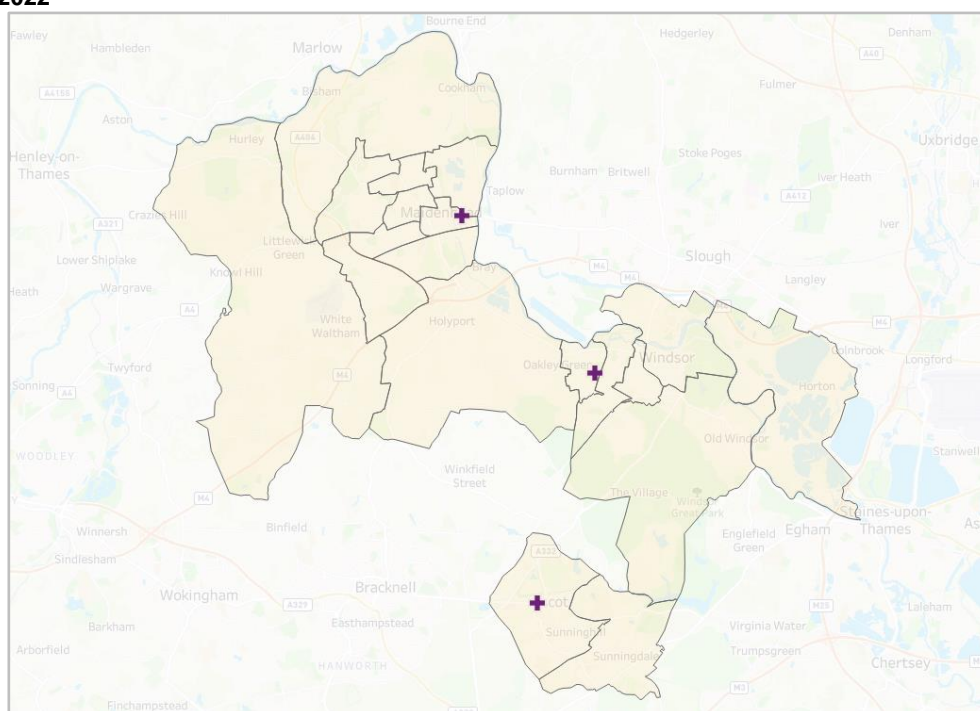 2022
Bourne End
Hedgerley
Denham
Fawley
Hambleden
Marlow
A40
A4155
Bisham
Cookham
Fulmer
Aston
Hurley
A404
Uxbridge
Henley-on-
Thames
Stoke Poges
Burnham
Britwell
Iver Heath
Taplow
A412
Crazies Hill
A321
Iver
Lower Shiplake
Littlewick
Green
Slough
Bray
M4
M4
Langley
Knowl Hill
Wargrave
Heath
A4
White
Waltham
Holyport
M4
Colnbrook
Longford
Twyford
Oakley Green
Windsor
M4
Horton
Sonning
A4
Old Windsor
WOODLEY
Winkfield
Street
Stanwell
M4
The Village
Windsor
Great Park
Staines-upon-
Thames
Winnersh
Binfield
Englefield
Green
Egham
Sindlesham
A332
Bracknell
Wokingham
A329
M25
Laleham
Barkham
Easthampstead
Sunninghill
Virginia Water
Arborfield
Sunningdale
Trumpsgreen
HANWORTH
Chertsey
M3
Finchampstead